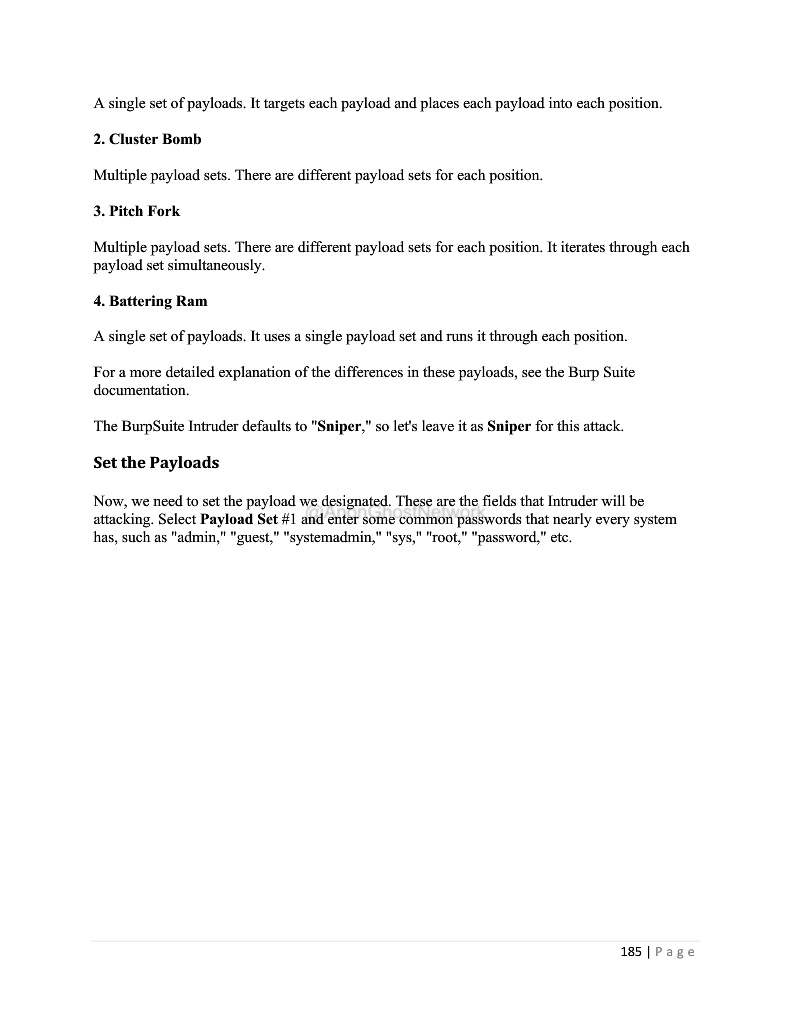 A single set of payloads. It targets each payload and places each payload into each position.
2. Cluster Bomb
Multiple payload sets. There are different payload sets for each position.
3. Pitch Fork
Multiple payload sets. There are different payload sets for each position. It iterates through each
payload set simultaneously.
4. Battering Ram
A single set of payloads. It uses a single payload set and runs it through each position.
For a more detailed explanation of the differences in these payloads, see the Burp Suite
documentation.
The BurpSuite Intruder defaults to "Sniper," so let's leave it as Sniper for this attack.
Set the Payloads
Now, we need to set the payload we designated. These are the fields that Intruder will be
@AnonGhostNetwork
attacking. Select Payload Set #1 and enter some common passwords that nearly every system
has, such as "admin," "guest," "systemadmin," "sys," "root," "password," etc.
185 | P a g e